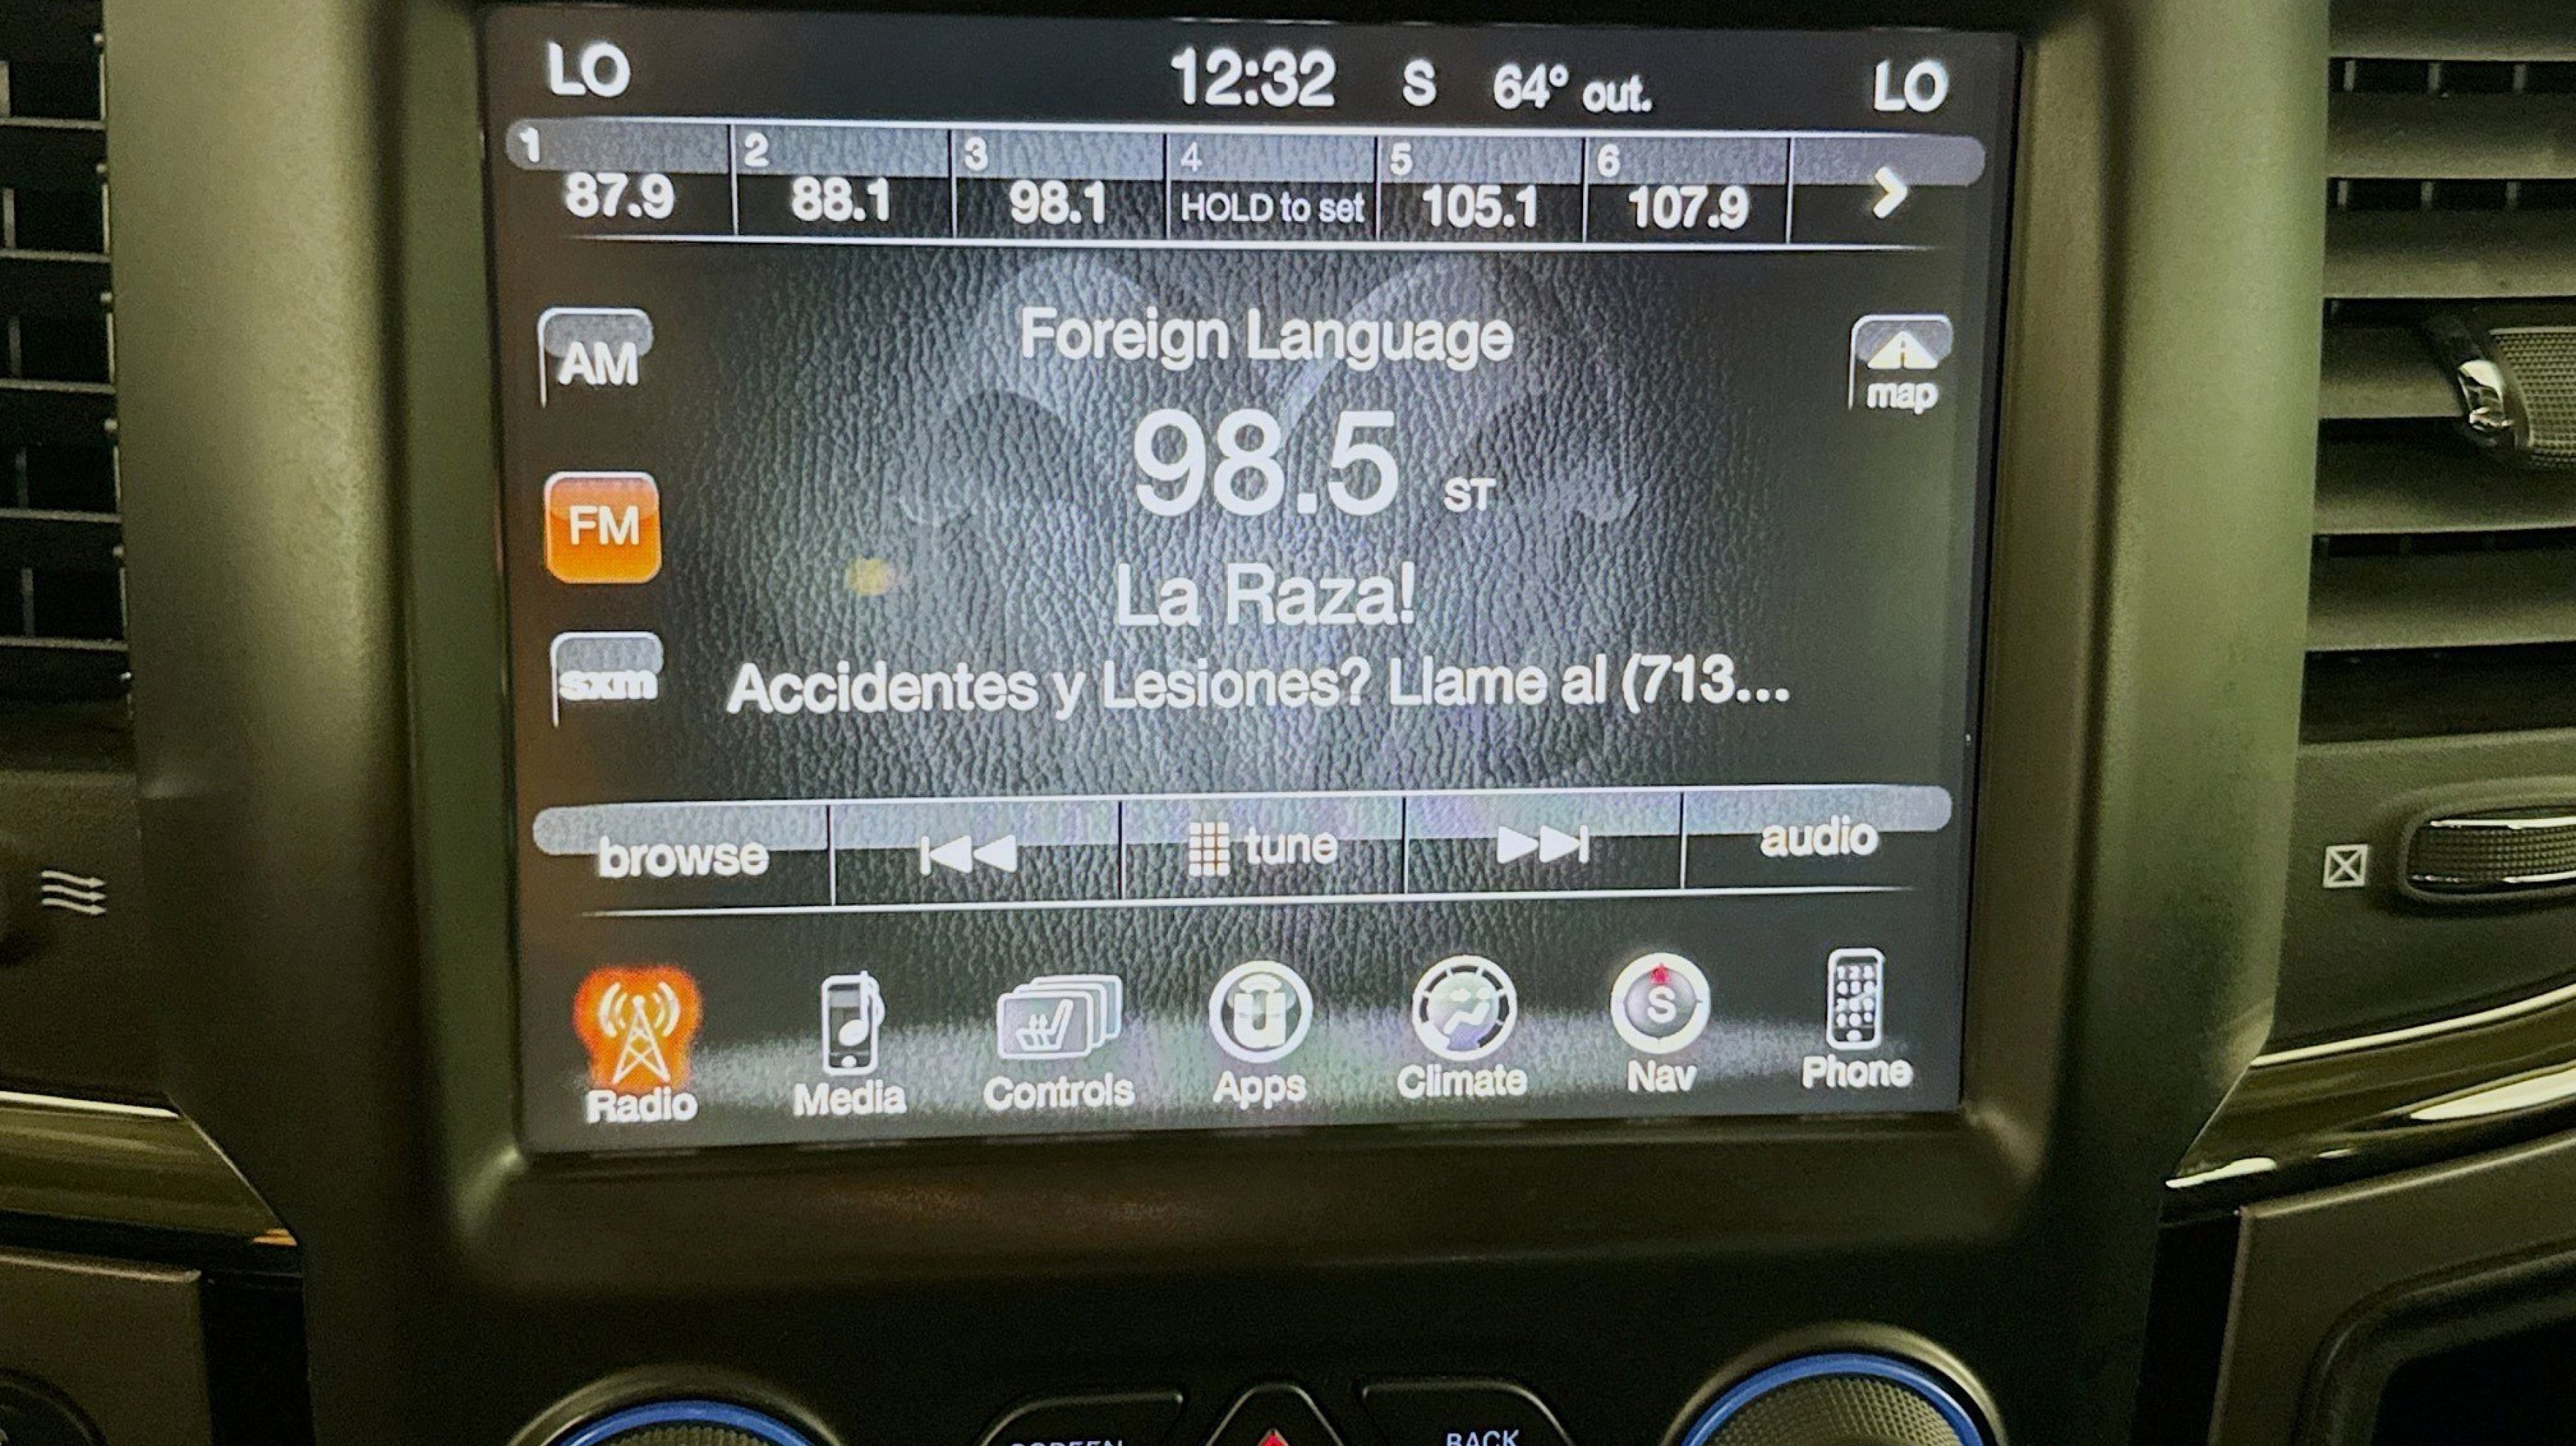 LO 12:32 S 64° out. LO
1 2 3 4 5 6
87.9 88.1 98.1 HOLD to set 105.1 107.9
Foreign Language
AM
map
98.5 ST
FM
La Raza!
sxm
Accidentes y Lesiones? Llame al (713...
browse tune audio
S
Radio Media Controls Apps Climate Nav Phone
SCREEN BACK